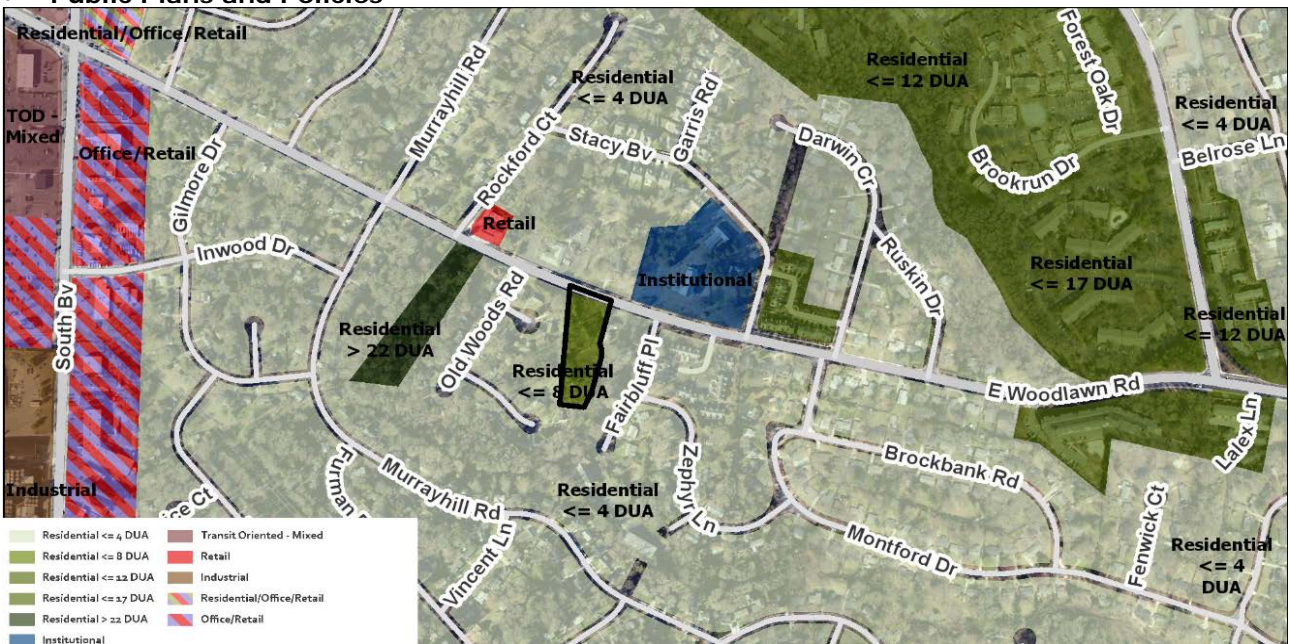 Public Plans and Policies
Residential/Office/Retail
TOD -
Mixed
Office/Retail
Gilmore Dr
Murrayhill Rd
Rockford Ct
Residential
<= 4 DUA
Stacy Bv
Garris Rd
Residential
<= 12 DUA
Forest Oak Dr
Residential
<= 4 DUA
Belrose Ln
Brookrun Dr
Darwin Cr
Ruskin Dr
Retail
Institutional
Inwood Dr
South Bv
Residential
> 22 DUA
Old Woods Rd
Residential
<= 8 DUA
Fairbluff Pl
Residential
<= 17 DUA
Residential
<= 12 DUA
E Woodlawn Rd
Lalex Ln
Industrial
ice Ct
Furman
Murrayhill Rd
Vincent Ln
Residential
<= 4 DUA
Zephyr Ln
Brockbank Rd
Montford Dr
Fenwick Ct
Residential
<= 4
DUA
Residential <= 4 DUA
Residential <= 8 DUA
Residential <= 12 DUA
Residential <= 17 DUA
Residential > 22 DUA
Institutional
Transit Oriented - Mixed
Retail
Industrial
Residential/Office/Retail
Office/Retail